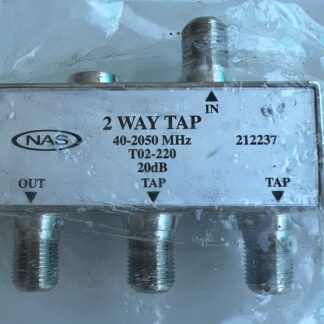 IN
2 WAY TAP
NAS 40-2050 MHz 212237
T02-220
20dB
OUT TAP TAP